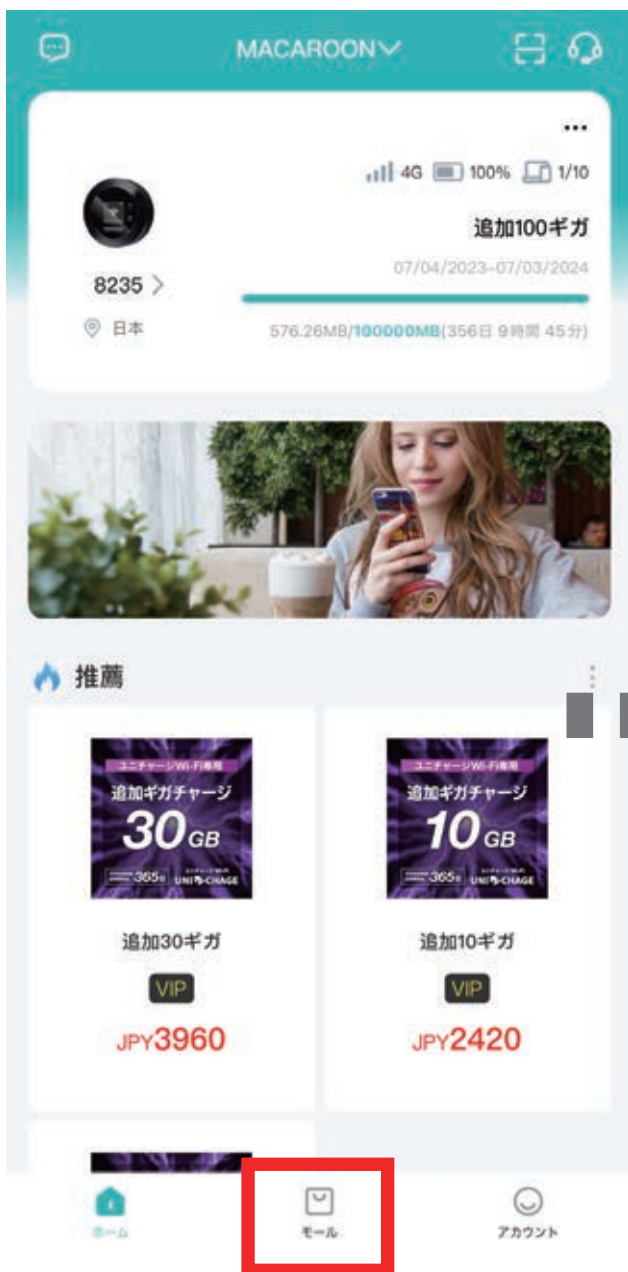 MACAROON
4G 100% 1/10
追加100ギガ
07/04/2023-07/03/2024
8235
日本
576.26MB/100000MB(356日 9時間 45分)
推薦
ユニチャージWi-Fi専用
追加ギガチャージ
30GB
365日
UNI CHAGE
追加30ギガ
VIP
JPY3960
ユニチャージWi-Fi専用
追加ギガチャージ
10GB
365日
UNI CHAGE
追加10ギガ
VIP
JPY2420
ホーム
モール
アカウント